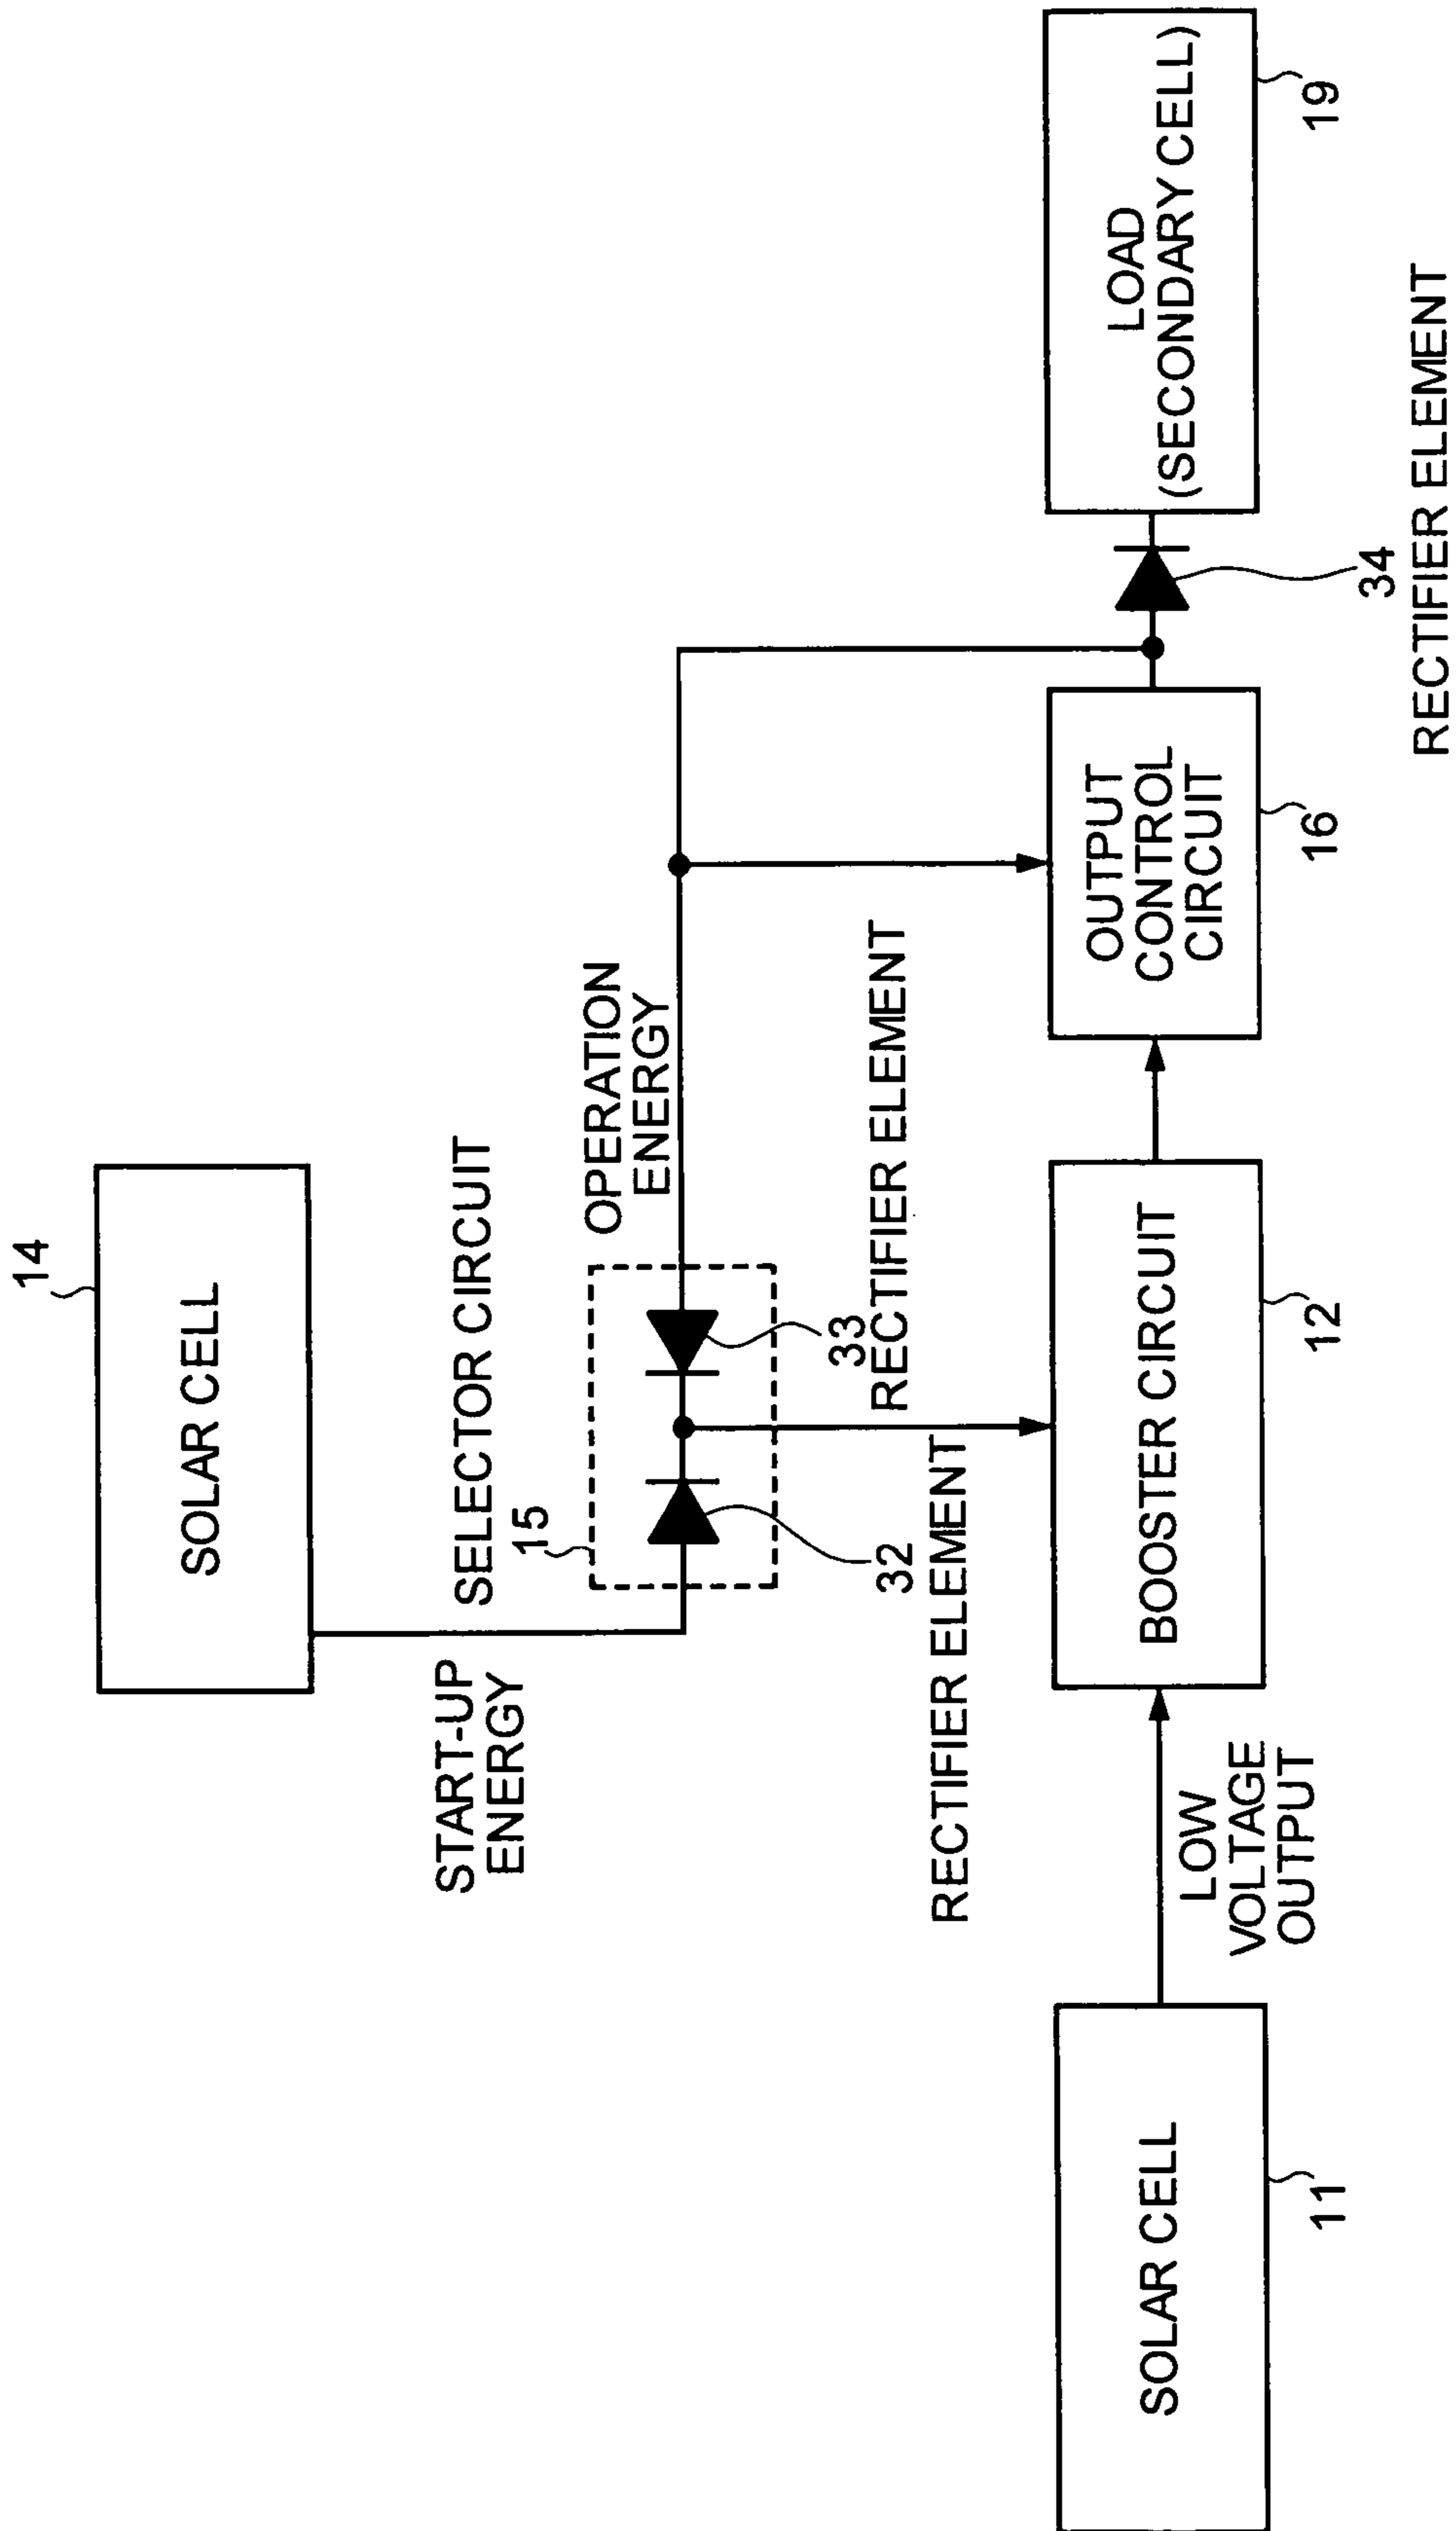 14
SOLAR CELL
START-UP
ENERGY
SELECTOR CIRCUIT
15
OPERATION
ENERGY
32
RECTIFIER ELEMENT
33
RECTIFIER ELEMENT
SOLAR CELL
11
LOW
VOLTAGE
OUTPUT
BOOSTER CIRCUIT
12
OUTPUT
CONTROL
CIRCUIT
16
34
RECTIFIER ELEMENT
LOAD
(SECONDARY CELL)
19